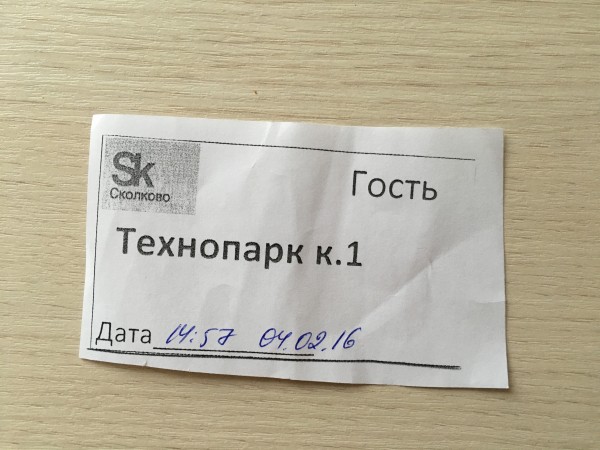 Sk
Сколково
Гость
Технопарк к.1
Дата 14:57 04.02.16